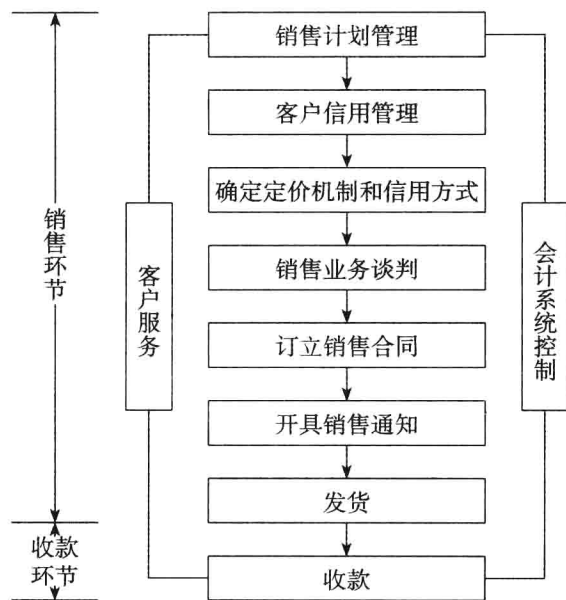 销售计划管理
客户信用管理
确定定价机制和信用方式
销售业务谈判
订立销售合同
开具销售通知
发货
收款
销售环节
收款
环节
客户服务
会计系统控制